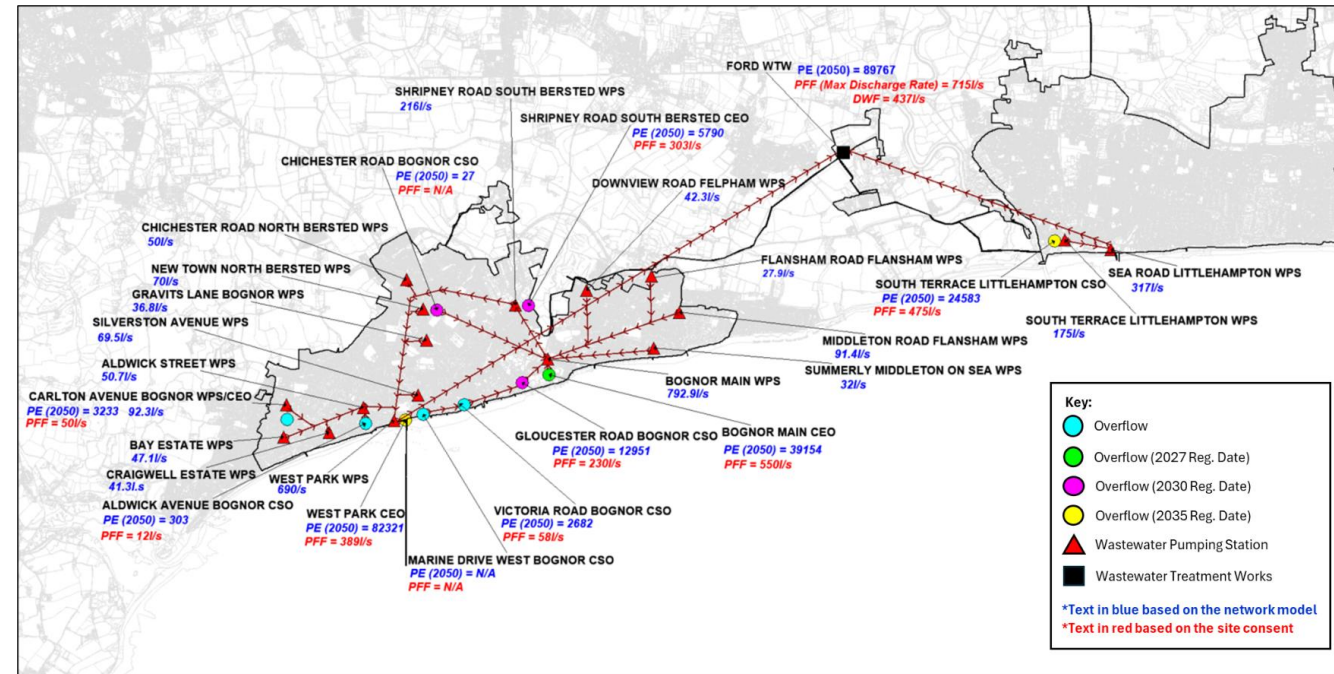 FORD WTW PE (2050) = 89767
PFF (Max Discharge Rate) = 715l/s
DWF = 437l/s
SHRIPNEY ROAD SOUTH BERSTED WPS
216l/s
SHRIPNEY ROAD SOUTH BERSTED CEO
PE (2050) = 5790
PFF = 303l/s
CHICHESTER ROAD BOGNOR CSO
PE (2050) = 27
PFF = N/A
DOWNVIEW ROAD FELPHAM WPS
42.3l/s
CHICHESTER ROAD NORTH BERSTED WPS
50l/s
NEW TOWN NORTH BERSTED WPS
70l/s
GRAVITS LANE BOGNOR WPS
36.8l/s
SILVERSTON AVENUE WPS
69.5l/s
ALDWICK STREET WPS
50.7l/s
CARLTON AVENUE BOGNOR WPS/CEO
PE (2050) = 3233 92.3l/s
PFF = 50l/s
BAY ESTATE WPS
47.1l/s
CRAIGWELL ESTATE WPS
41.3l.s
ALDWICK AVENUE BOGNOR CSO
PE (2050) = 303
PFF = 12l/s
WEST PARK WPS
690/s
WEST PARK CEO
PE (2050) = 82321
PFF = 389l/s
MARINE DRIVE WEST BOGNOR CSO
PE (2050) = N/A
PFF = N/A
VICTORIA ROAD BOGNOR CSO
PE (2050) = 2682
PFF = 58l/s
GLOUCESTER ROAD BOGNOR CSO
PE (2050) = 12951
PFF = 230l/s
BOGNOR MAIN WPS
792.9l/s
BOGNOR MAIN CEO
PE (2050) = 39154
PFF = 550l/s
FLANSHAM ROAD FLANSHAM WPS
27.9l/s
MIDDLETON ROAD FLANSHAM WPS
91.4l/s
SUMMERLY MIDDLETON ON SEA WPS
32l/s
SOUTH TERRACE LITTLEHAMPTON CSO
PE (2050) = 24583
PFF = 475l/s
SEA ROAD LITTLEHAMPTON WPS
317l/s
SOUTH TERRACE LITTLEHAMPTON WPS
175l/s
Key:
Overflow
Overflow (2027 Reg. Date)
Overflow (2030 Reg. Date)
Overflow (2035 Reg. Date)
Wastewater Pumping Station
Wastewater Treatment Works
*Text in blue based on the network model
*Text in red based on the site consent